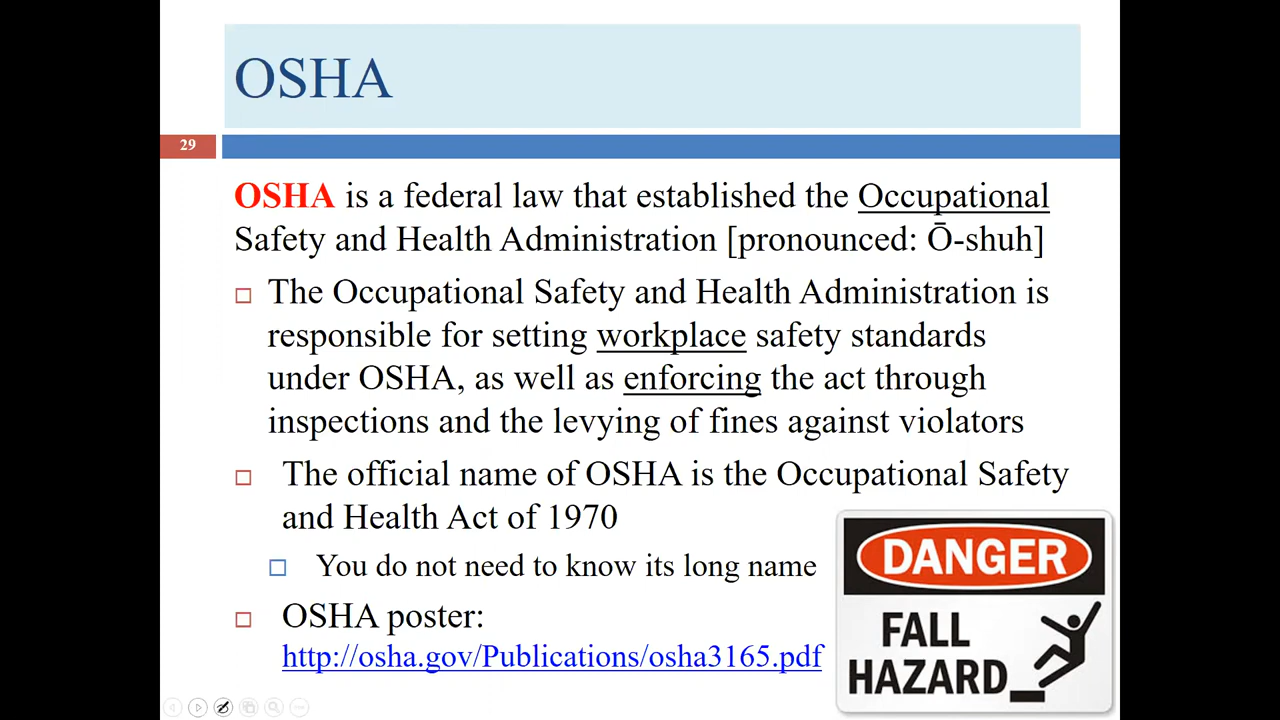 OSHA
29
OSHA is a federal law that established the Occupational
Safety and Health Administration [pronounced: Ō-shuh]
The Occupational Safety and Health Administration is
responsible for setting workplace safety standards
under OSHA, as well as enforcing the act through
inspections and the levying of fines against violators
The official name of OSHA is the Occupational Safety
and Health Act of 1970
You do not need to know its long name
OSHA poster:
http://osha.gov/Publications/osha3165.pdf
DANGER
FALL
HAZARD